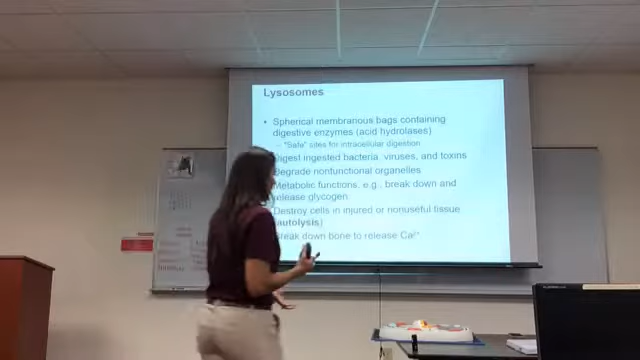 Lysosomes
• Spherical membranous bags containing
digestive enzymes (acid hydrolases)
– "Safe" sites for intracellular digestion
Digest ingested bacteria, viruses, and toxins
Degrade nonfunctional organelles
Metabolic functions, e.g., break down and
release glycogen
Destroy cells in injured or nonuseful tissue
autolysis)
Break down bone to release Ca²⁺